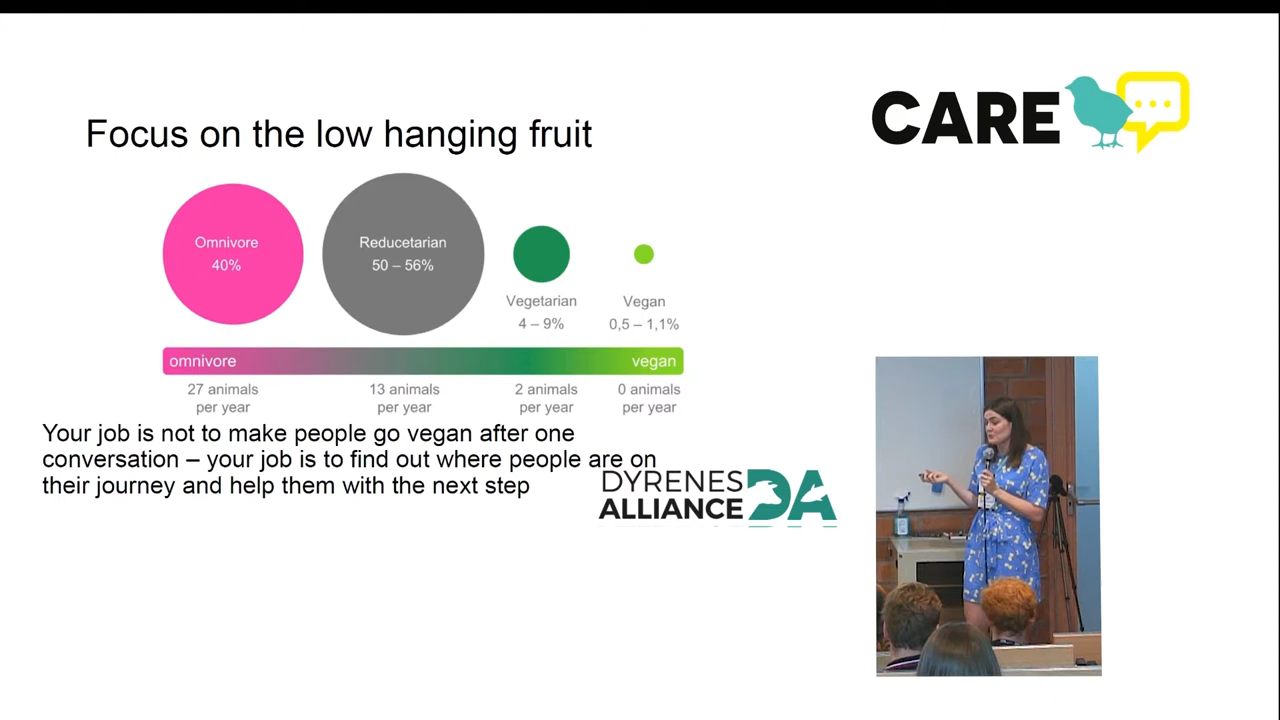 CARE
Focus on the low hanging fruit
Omnivore
40%
Reducetarian
50 – 56%
Vegetarian
4 – 9%
Vegan
0,5 – 1,1%
omnivore
vegan
27 animals
per year
13 animals
per year
2 animals
per year
0 animals
per year
Your job is not to make people go vegan after one
conversation – your job is to find out where people are on
their journey and help them with the next step
DYRENES
ALLIANCE DA